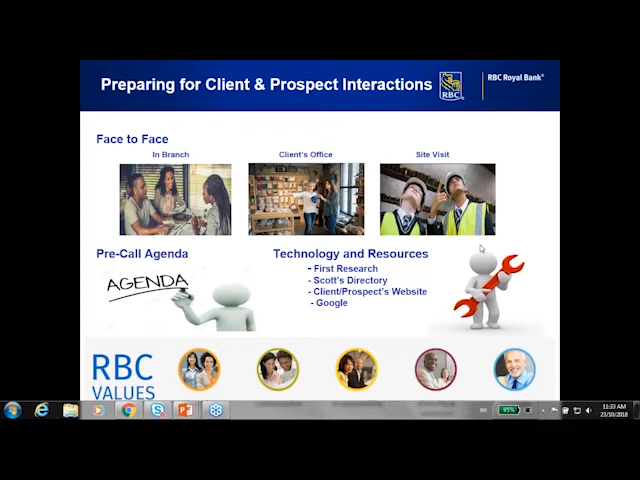 Preparing for Client & Prospect Interactions
RBC
RBC Royal Bank®
Face to Face
In Branch
Client's Office
Site Visit
Pre-Call Agenda
Technology and Resources
AGENDA
- First Research
- Scott's Directory
- Client/Prospect's Website
- Google
RBC
VALUES
95%
11:33 AM
23/10/2018